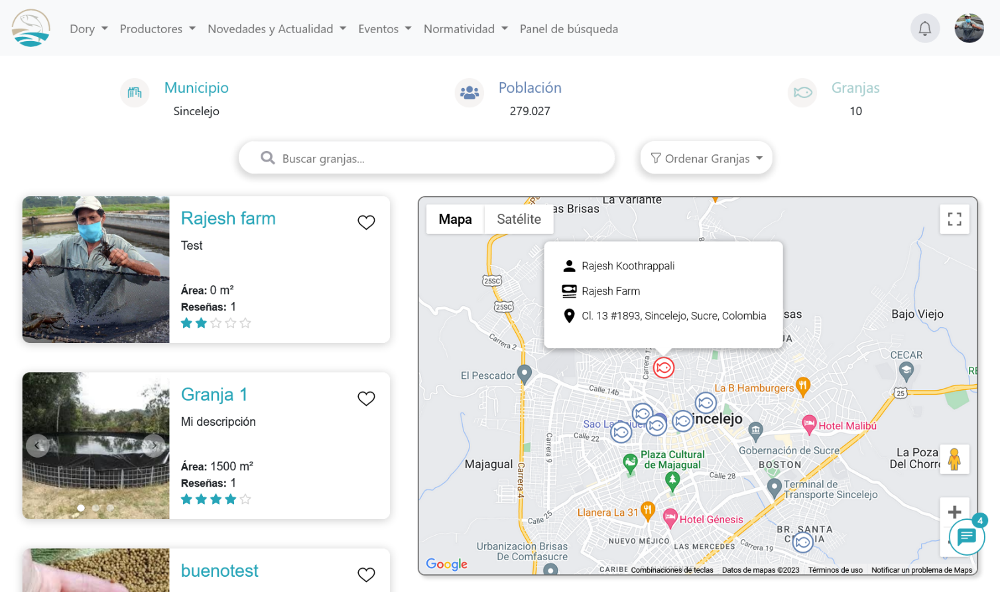 Dory
Productores
Novedades y Actualidad
Eventos
Normatividad
Panel de búsqueda
Municipio
Sincelejo
Población
279.027
Granjas
10
Buscar granjas...
Ordenar Granjas
Rajesh farm
Test
Área: 0 m²
Reseñas: 1
Granja 1
Mi descripción
Área: 1500 m²
Reseñas: 1
buenotest
La Variante
as Brisas
Mapa
Satélite
Rajesh Koothrappali
Rajesh Farm
Cl. 13 #1893, Sincelejo, Sucre, Colombia
25SC
25SC
sas
Bajo Viejo
Carrera 2
JA
Carrera 1
CECAR
El Pescador
RE
Calle 14b
La B Hamburgers
25
incelejo
Sao La
Hotel Malibú
Calle 22
Carrera 9
Gobernación de Sucre
Plaza Cultural
de Majagual
Majagual
BOSTON
La Poza
Del Chorro
Carrera 4
Calle 28
Terminal de
Transporte Sincelejo
Llanera La 31
Hotel Génesis
Calle 25
4
BR. SANTA
NUEVO MÉJICO
LAS MERCEDES
Carrera 19
Urbanizacion Brisas
De Comfasucre
Google
CARIBE
Combinaciones de teclas
Datos de mapas ©2023
Términos de uso
Notificar un problema de Maps